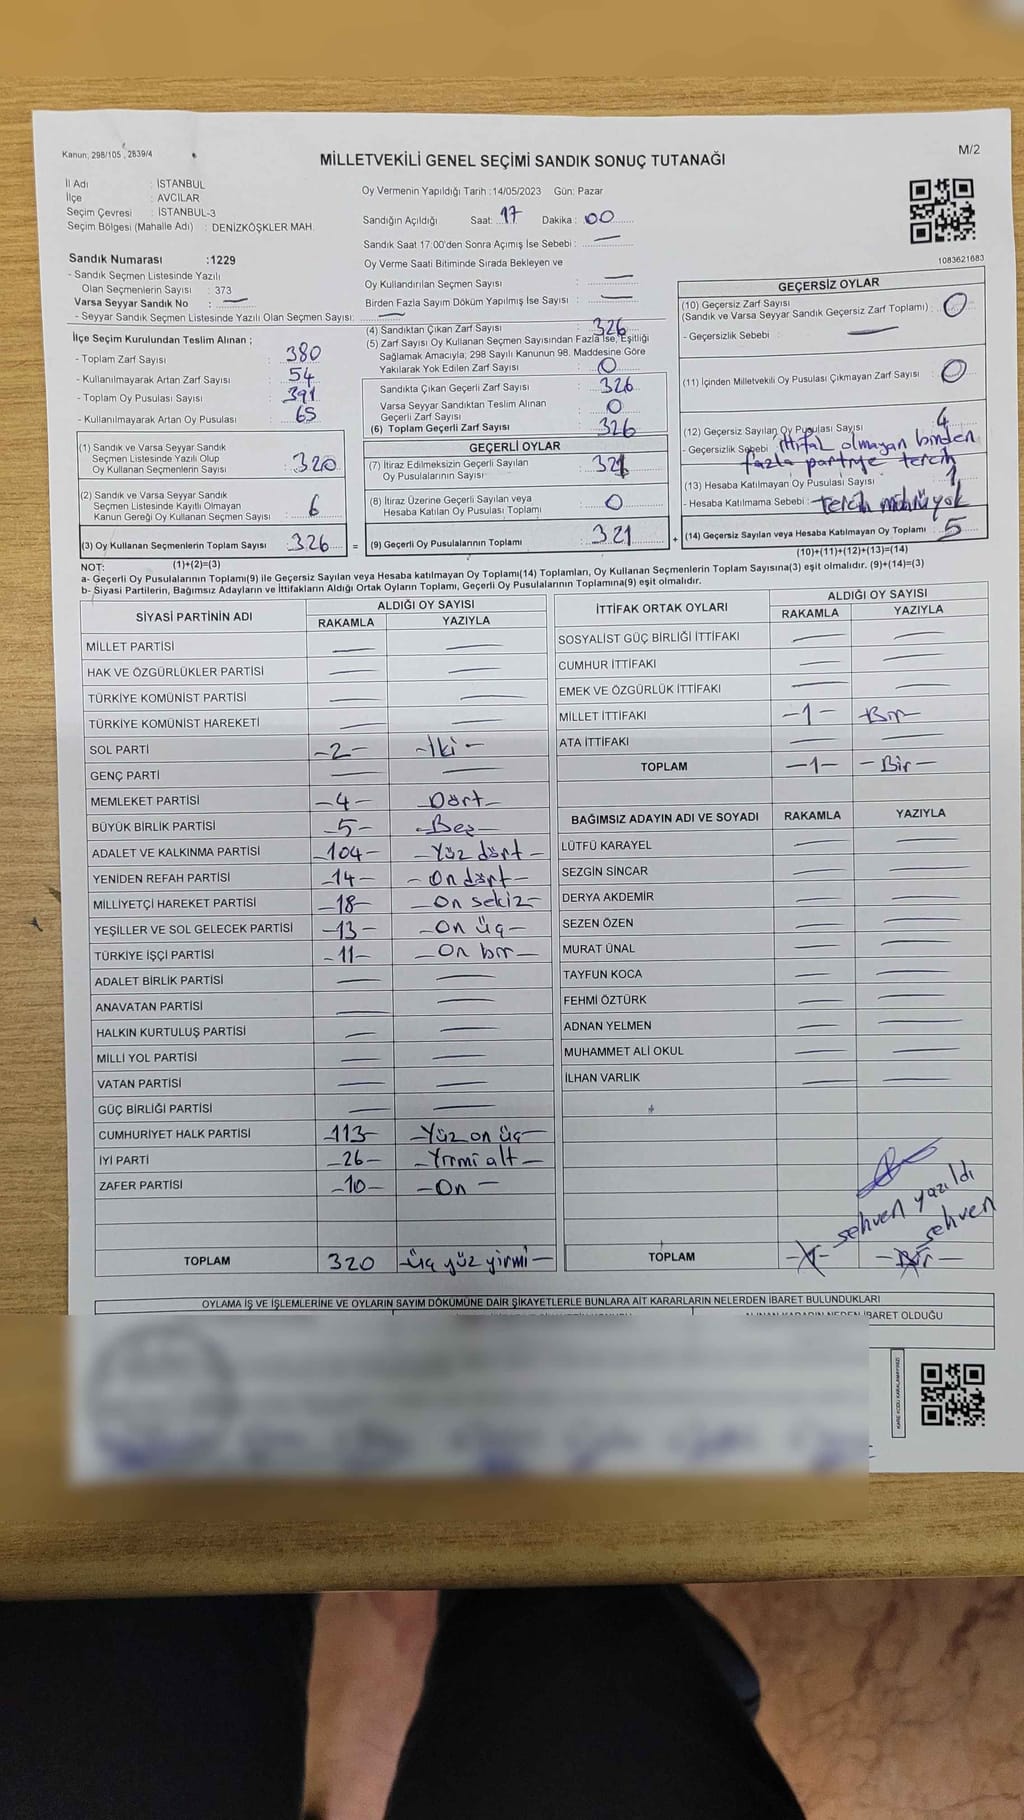 Kanun; 298/105 , 2839/4
MİLLETVEKİLİ GENEL SEÇİMİ SANDIK SONUÇ TUTANAĞI
M/2
İl Adı : İSTANBUL
İlçe : AVCILAR
Seçim Çevresi : İSTANBUL-3
Seçim Bölgesi (Mahalle Adı) : DENİZKÖŞKLER MAH.
Oy Vermenin Yapıldığı Tarih :14/05/2023 Gün: Pazar
Sandığın Açıldığı Saat: 17 Dakika : 00
Sandık Saat 17:00'den Sonra Açımış İse Sebebi : —
Sandık Numarası :1229
- Sandık Seçmen Listesinde Yazılı
Olan Seçmenlerin Sayısı : 373
Varsa Seyyar Sandık No : —
- Seyyar Sandık Seçmen Listesinde Yazılı Olan Seçmen Sayısı: —
Oy Verme Saati Bitiminde Sırada Bekleyen ve
Oy Kullandırılan Seçmen Sayısı : —
Birden Fazla Sayım Döküm Yapılmış İse Sayısı : —
1083621683
İlçe Seçim Kurulundan Teslim Alınan ;
- Toplam Zarf Sayısı : 380
- Kullanılmayarak Artan Zarf Sayısı : 54
- Toplam Oy Pusulası Sayısı : 391
- Kullanılmayarak Artan Oy Pusulası : 65
(1) Sandık ve Varsa Seyyar Sandık
Seçmen Listesinde Yazılı Olup
Oy Kullanan Seçmenlerin Sayısı : 320
(2) Sandık ve Varsa Seyyar Sandık
Seçmen Listesinde Kayıtlı Olmayan
Kanun Gereği Oy Kullanan Seçmen Sayısı : 6
(3) Oy Kullanan Seçmenlerin Toplam Sayısı : 326
(1)+(2)=(3)
(4) Sandıktan Çıkan Zarf Sayısı : 326
(5) Zarf Sayısı Oy Kullanan Seçmen Sayısından Fazla İse, Eşitliği
Sağlamak Amacıyla, 298 Sayılı Kanunun 98. Maddesine Göre
Yakılarak Yok Edilen Zarf Sayısı : 0
Sandıkta Çıkan Geçerli Zarf Sayısı : 326
Varsa Seyyar Sandıktan Teslim Alınan
Geçerli Zarf Sayısı : 0
(6) Toplam Geçerli Zarf Sayısı : 326
GEÇERLİ OYLAR
(7) İtiraz Edilmeksizin Geçerli Sayılan
Oy Pusulalarının Sayısı : 321
(8) İtiraz Üzerine Geçerli Sayılan veya
Hesaba Katılan Oy Pusulası Toplamı : 0
= (9) Geçerli Oy Pusulalarının Toplamı : 321
GEÇERSİZ OYLAR
(10) Geçersiz Zarf Sayısı
(Sandık ve Varsa Seyyar Sandık Geçersiz Zarf Toplamı) : 0
- Geçersizlik Sebebi : —
(11) İçinden Milletvekili Oy Pusulası Çıkmayan Zarf Sayısı : 0
(12) Geçersiz Sayılan Oy Pusulası Sayısı : 4
- Geçersizlik Sebebi : ittifak olmayan birden
fazla partiye tercih
(13) Hesaba Katılmayan Oy Pusulası Sayısı : 1
- Hesaba Katılmama Sebebi : tercih mührü yok
+ (14) Geçersiz Sayılan veya Hesaba Katılmayan Oy Toplamı : 5
(10)+(11)+(12)+(13)=(14)
NOT:
a- Geçerli Oy Pusulalarının Toplamı(9) ile Geçersiz Sayılan veya Hesaba katılmayan Oy Toplamı(14) Toplamları, Oy Kullanan Seçmenlerin Toplam Sayısına(3) eşit olmalıdır. (9)+(14)=(3)
b- Siyasi Partilerin, Bağımsız Adayların ve İttifakların Aldığı Ortak Oyların Toplamı, Geçerli Oy Pusulalarının Toplamına(9) eşit olmalıdır.
SİYASİ PARTİNİN ADI ALDIĞI OY SAYISI
RAKAMLA YAZIYLA
MİLLET PARTİSİ — —
HAK VE ÖZGÜRLÜKLER PARTİSİ — —
TÜRKİYE KOMÜNİST PARTİSİ — —
TÜRKİYE KOMÜNİST HAREKETİ — —
SOL PARTİ -2- -İki-
GENÇ PARTİ — —
MEMLEKET PARTİSİ -4- Dört-
BÜYÜK BİRLİK PARTİSİ -5- -Beş-
ADALET VE KALKINMA PARTİSİ -104- -Yüz dört-
YENİDEN REFAH PARTİSİ -14- -On dört-
MİLLİYETÇİ HAREKET PARTİSİ -18- -On sekiz-
YEŞİLLER VE SOL GELECEK PARTİSİ -13- -On üç-
TÜRKİYE İŞÇİ PARTİSİ -11- -On bir-
ADALET BİRLİK PARTİSİ — —
ANAVATAN PARTİSİ — —
HALKIN KURTULUŞ PARTİSİ — —
MİLLİ YOL PARTİSİ — —
VATAN PARTİSİ — —
GÜÇ BİRLİĞİ PARTİSİ — —
CUMHURİYET HALK PARTİSİ -113- -Yüz on üç-
İYİ PARTİ -26- -Yirmi altı-
ZAFER PARTİSİ -10- -On-
TOPLAM 320 -Üç yüz yirmi-
İTTİFAK ORTAK OYLARI ALDIĞI OY SAYISI
RAKAMLA YAZIYLA
SOSYALİST GÜÇ BİRLİĞİ İTTİFAKI — —
CUMHUR İTTİFAKI — —
EMEK VE ÖZGÜRLÜK İTTİFAKI — —
MİLLET İTTİFAKI -1- -Bir-
ATA İTTİFAKI — —
TOPLAM -1- -Bir-
BAĞIMSIZ ADAYIN ADI VE SOYADI RAKAMLA YAZIYLA
LÜTFÜ KARAYEL — —
SEZGİN SİNCAR — —
DERYA AKDEMİR — —
SEZEN ÖZEN — —
MURAT ÜNAL — —
TAYFUN KOCA — —
FEHMİ ÖZTÜRK — —
ADNAN YELMEN — —
MUHAMMET ALİ OKUL — —
İLHAN VARLIK — —
sehven yazıldı
sehven
TOPLAM -1- -Bir-
OYLAMA İŞ VE İŞLEMLERİNE VE OYLARIN SAYIM DÖKÜMÜNE DAİR ŞİKAYETLERLE BUNLARA AİT KARARLARIN NELERDEN İBARET BULUNDUKLARI
İBARET OLDUĞU